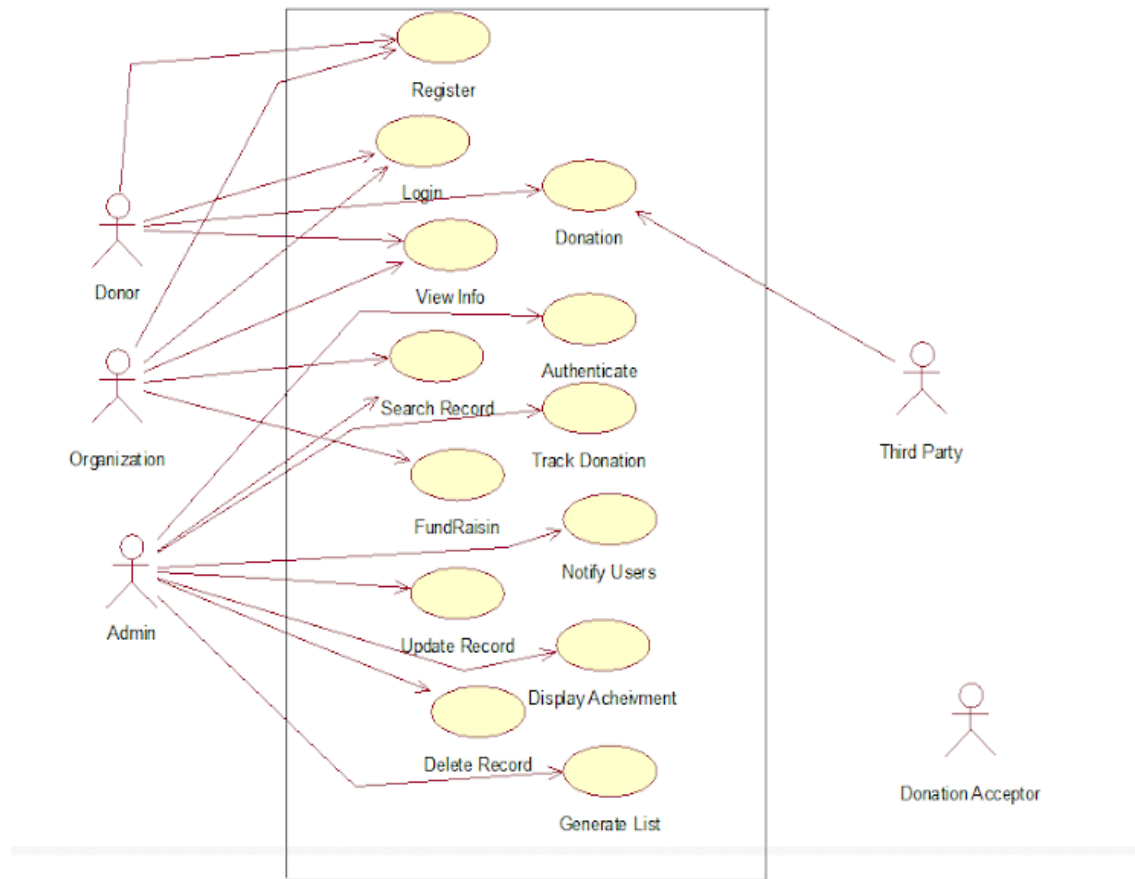 Register
Login
Donation
Donor
View Info
Authenticate
Search Record
Organization
Track Donation
Third Party
FundRaisin
Notify Users
Admin
Update Record
Display Acheivment
Delete Record
Donation Acceptor
Generate List